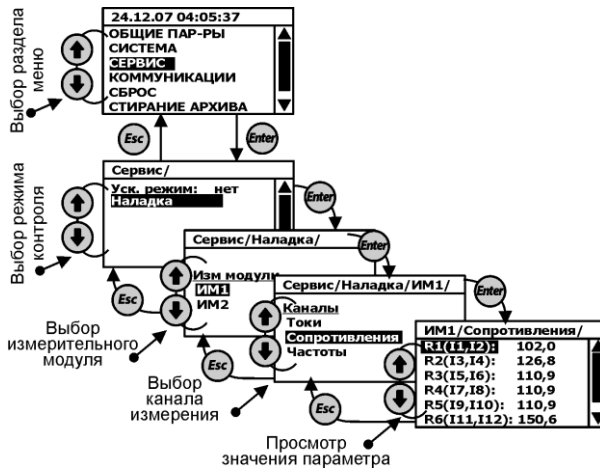 24.12.07 04:05:37
ОБЩИЕ ПАР-РЫ
СИСТЕМА
СЕРВИС
КОММУНИКАЦИИ
СБРОС
СТИРАНИЕ АРХИВА
Выбор раздела
меню
Esc
Enter
Сервис/
Уск. режим: нет
Наладка
Выбор режима
контроля
Enter
Esc
Сервис/Наладка/
Изм модули
ИМ1
ИМ2
Enter
Выбор
измерительного
модуля
Esc
Сервис/Наладка/ИМ1/
Каналы
Токи
Сопротивления
Частоты
Enter
Выбор
канала
измерения
Esc
ИМ1/Сопротивления/
R1(I1,I2): 102,0
R2(I3,I4): 126,8
R3(I5,I6): 110,9
R4(I7,I8): 110,9
R5(I9,I10): 110,9
R6(I11,I12): 150,6
Просмотр
значения параметра